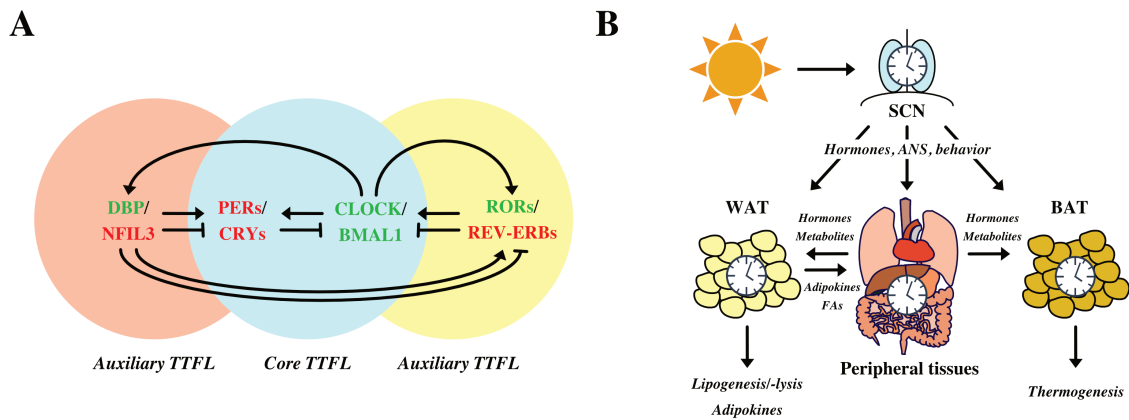 A
DBP/
NFIL3
PERs/
CRYs
CLOCK/
BMAL1
RORs/
REV-ERBs
Auxiliary TTFL
Core TTFL
Auxiliary TTFL
B
SCN
Hormones, ANS, behavior
WAT
Hormones
Metabolites
Adipokines
FAs
Hormones
Metabolites
BAT
Peripheral tissues
Lipogenesis/-lysis
Adipokines
Thermogenesis